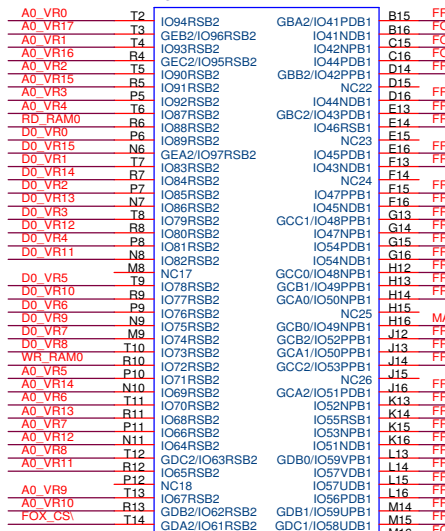 A0_VR0 T2 IO94RSB2 GBA2/IO41PDB1 B15
A0_VR17 T3 GEB2/IO96RSB2 IO41NDB1 B16
A0_VR1 T4 IO93RSB2 IO42NPB1 C15
A0_VR16 R4 GEC2/IO95RSB2 IO44PDB1 C16
A0_VR2 T5 IO90RSB2 GBB2/IO42PPB1 D14
A0_VR15 R5 IO91RSB2 NC22 D15
A0_VR3 P5 IO92RSB2 IO44NDB1 D16
A0_VR4 T6 IO87RSB2 GBC2/IO43PDB1 E13
RD_RAM0 R6 IO88RSB2 IO46RSB1 E14
D0_VR0 P6 IO89RSB2 NC23 E15
D0_VR15 N6 GEA2/IO97RSB2 IO45PDB1 E16
D0_VR1 T7 IO83RSB2 IO43NDB1 F13
D0_VR14 R7 IO84RSB2 NC24 F14
D0_VR2 P7 IO85RSB2 IO47PPB1 F15
D0_VR13 N7 IO86RSB2 IO45NDB1 F16
D0_VR3 T8 IO79RSB2 GCC1/IO48PPB1 G13
D0_VR12 R8 IO80RSB2 IO47NPB1 G14
D0_VR4 P8 IO81RSB2 IO54PDB1 G15
D0_VR11 N8 IO82RSB2 IO54NDB1 G16
M8 NC17 GCC0/IO48NPB1 H12
D0_VR5 T9 IO78RSB2 GCB1/IO49PPB1 H13
D0_VR10 R9 IO77RSB2 GCA0/IO50NPB1 H14
D0_VR6 P9 IO76RSB2 NC25 H15
D0_VR9 N9 IO75RSB2 GCB0/IO49NPB1 H16
D0_VR7 M9 IO74RSB2 GCB2/IO52PPB1 J12
D0_VR8 T10 IO73RSB2 GCA1/IO50PPB1 J13
WR_RAM0 R10 IO72RSB2 GCC2/IO53PPB1 J14
A0_VR5 P10 IO71RSB2 NC26 J15
A0_VR14 N10 IO70RSB2 GCA2/IO51PDB1 J16
A0_VR6 T11 IO69RSB2 IO52NPB1 K13
A0_VR13 R11 IO68RSB2 IO55RSB1 K14
A0_VR7 P11 IO66RSB2 IO53NPB1 K15
A0_VR12 N11 IO64RSB2 IO51NDB1 K16
A0_VR8 T12 GDC2/IO63RSB2 GDB0/IO59VPB1 L13
A0_VR11 R12 IO65RSB2 IO57VDB1 L14
P12 NC16 IO57UDB1 L15
A0_VR9 T13 IO67RSB2 IO56PDB1 L16
A0_VR10 R13 GDB2/IO62RSB2 GDB1/IO59UPB1 M14
FOX_CS\ T14 GDA2/IO61RSB2 GDC1/IO58UDB1 M15